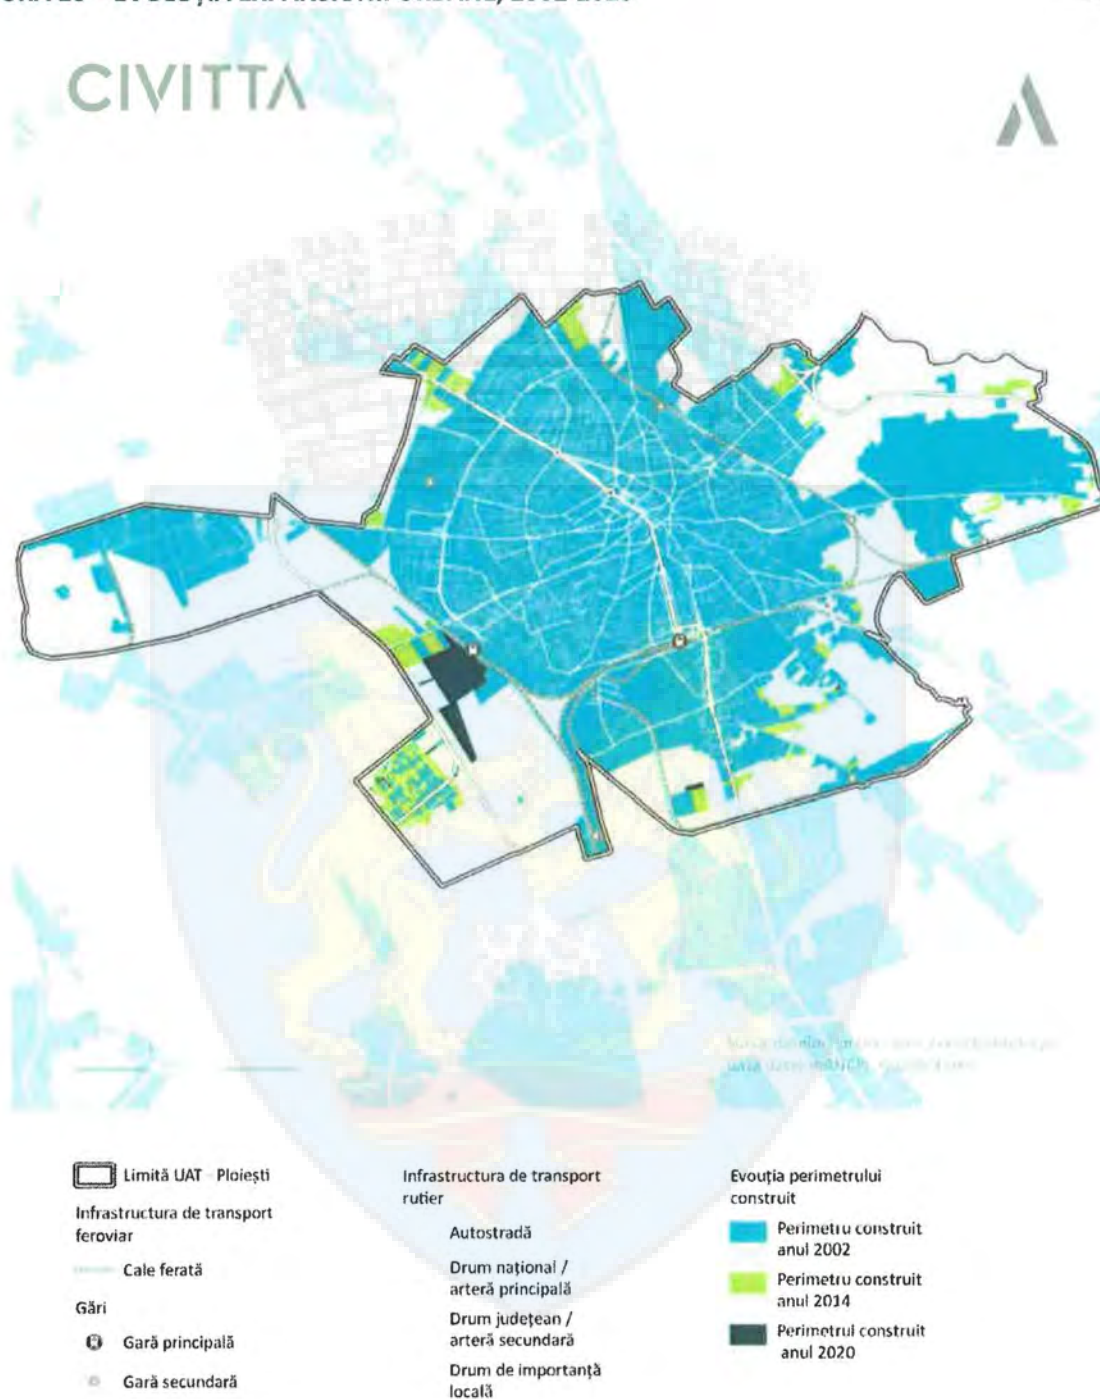 CIVITTA
Limită UAT - Ploiești
Infrastructura de transport
feroviar
Cale ferată
Gări
Gară principală
Gară secundară
Infrastructura de transport
rutier
Autostradă
Drum național /
arteră principală
Drum județean /
arteră secundară
Drum de importanță
locală
Evouția perimetrului
construit
Perimetru construit
anul 2002
Perimetru construit
anul 2014
Perimetrul construit
anul 2020